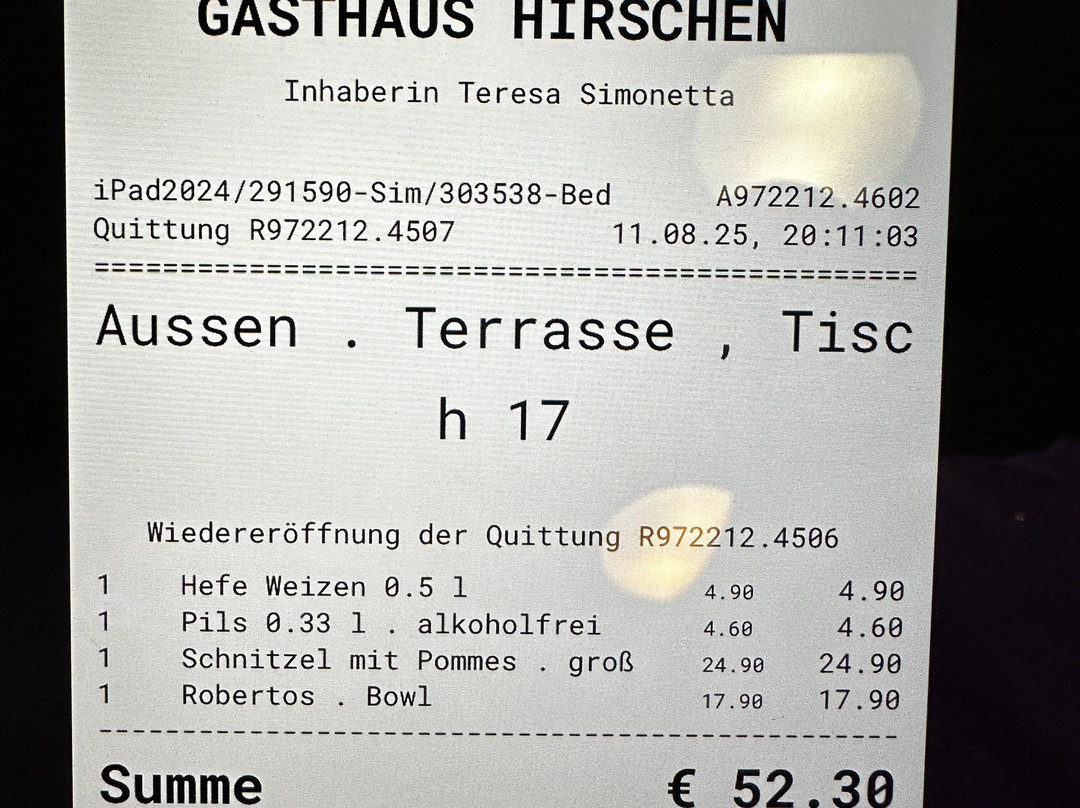 GASTHAUS HIRSCHEN
Inhaberin Teresa Simonetta
iPad2024/291590-Sim/303538-Bed A972212.4602
Quittung R972212.4507 11.08.25, 20:11:03
================================================
Aussen . Terrasse , Tisc
h 17
Wiedereröffnung der Quittung R972212.4506
1 Hefe Weizen 0.5 l 4.90 4.90
1 Pils 0.33 l . alkoholfrei 4.60 4.60
1 Schnitzel mit Pommes . groß 24.90 24.90
1 Robertos . Bowl 17.90 17.90
------------------------------------------------
Summe € 52.30